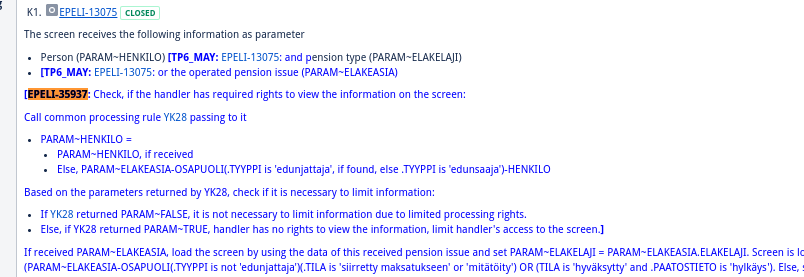 K1. EPELI-13075 CLOSED
The screen receives the following information as parameter
• Person (PARAM~HENKILO) [TP6_MAY: EPELI-13075: and pension type (PARAM~ELAKELAJI)
• [TP6_MAY: EPELI-13075: or the operated pension issue (PARAM~ELAKEASIA)
[EPELI-35937: Check, if the handler has required rights to view the information on the screen:
Call common processing rule YK28 passing to it
• PARAM~HENKILO =
• PARAM~HENKILO, if received
• Else, PARAM~ELAKEASIA-OSAPUOLI(.TYYPPI is 'edunjattaja', if found, else .TYYPPI is 'edunsaaja')-HENKILO
Based on the parameters returned by YK28, check if it is necessary to limit information:
• If YK28 returned PARAM~FALSE, it is not necessary to limit information due to limited processing rights.
• Else, if YK28 returned PARAM~TRUE, handler has no rights to view the information, limit handler's access to the screen.]
If received PARAM~ELAKEASIA, load the screen by using the data of this received pension issue and set PARAM~ELAKELAJI = PARAM~ELAKEASIA.ELAKELAJI. Screen is lo
(PARAM~ELAKEASIA-OSAPUOLI(.TYYPPI is not 'edunjattaja')(.TILA is 'siirretty maksatukseen' or 'mitätöity') OR (TILA is 'hyväksytty' and .PAATOSTIETO is 'hylkäys'). Else, s